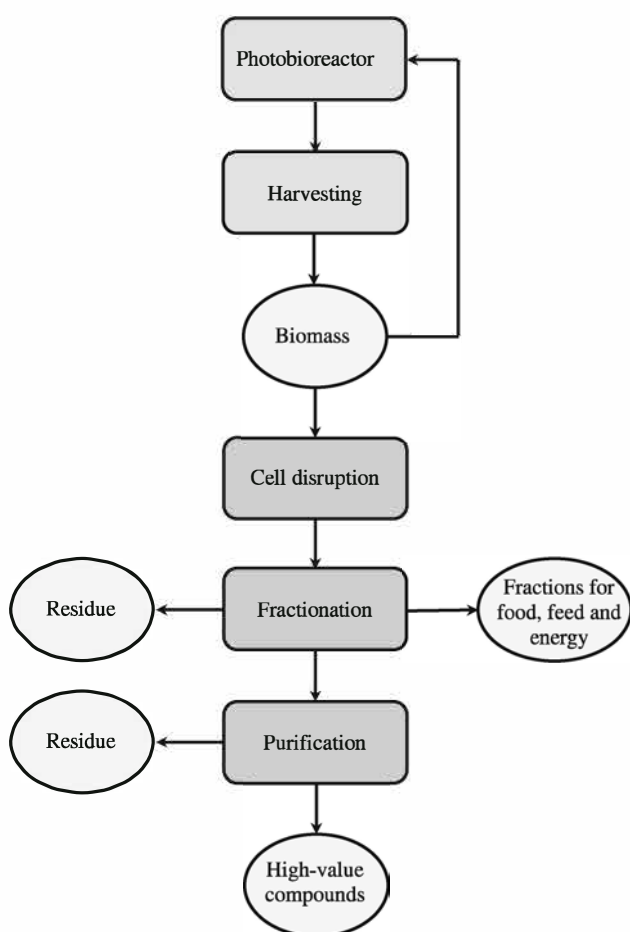 Photobioreactor
Harvesting
Biomass
Cell disruption
Residue
Fractionation
Fractions for
food, feed and
energy
Residue
Purification
High-value
compounds